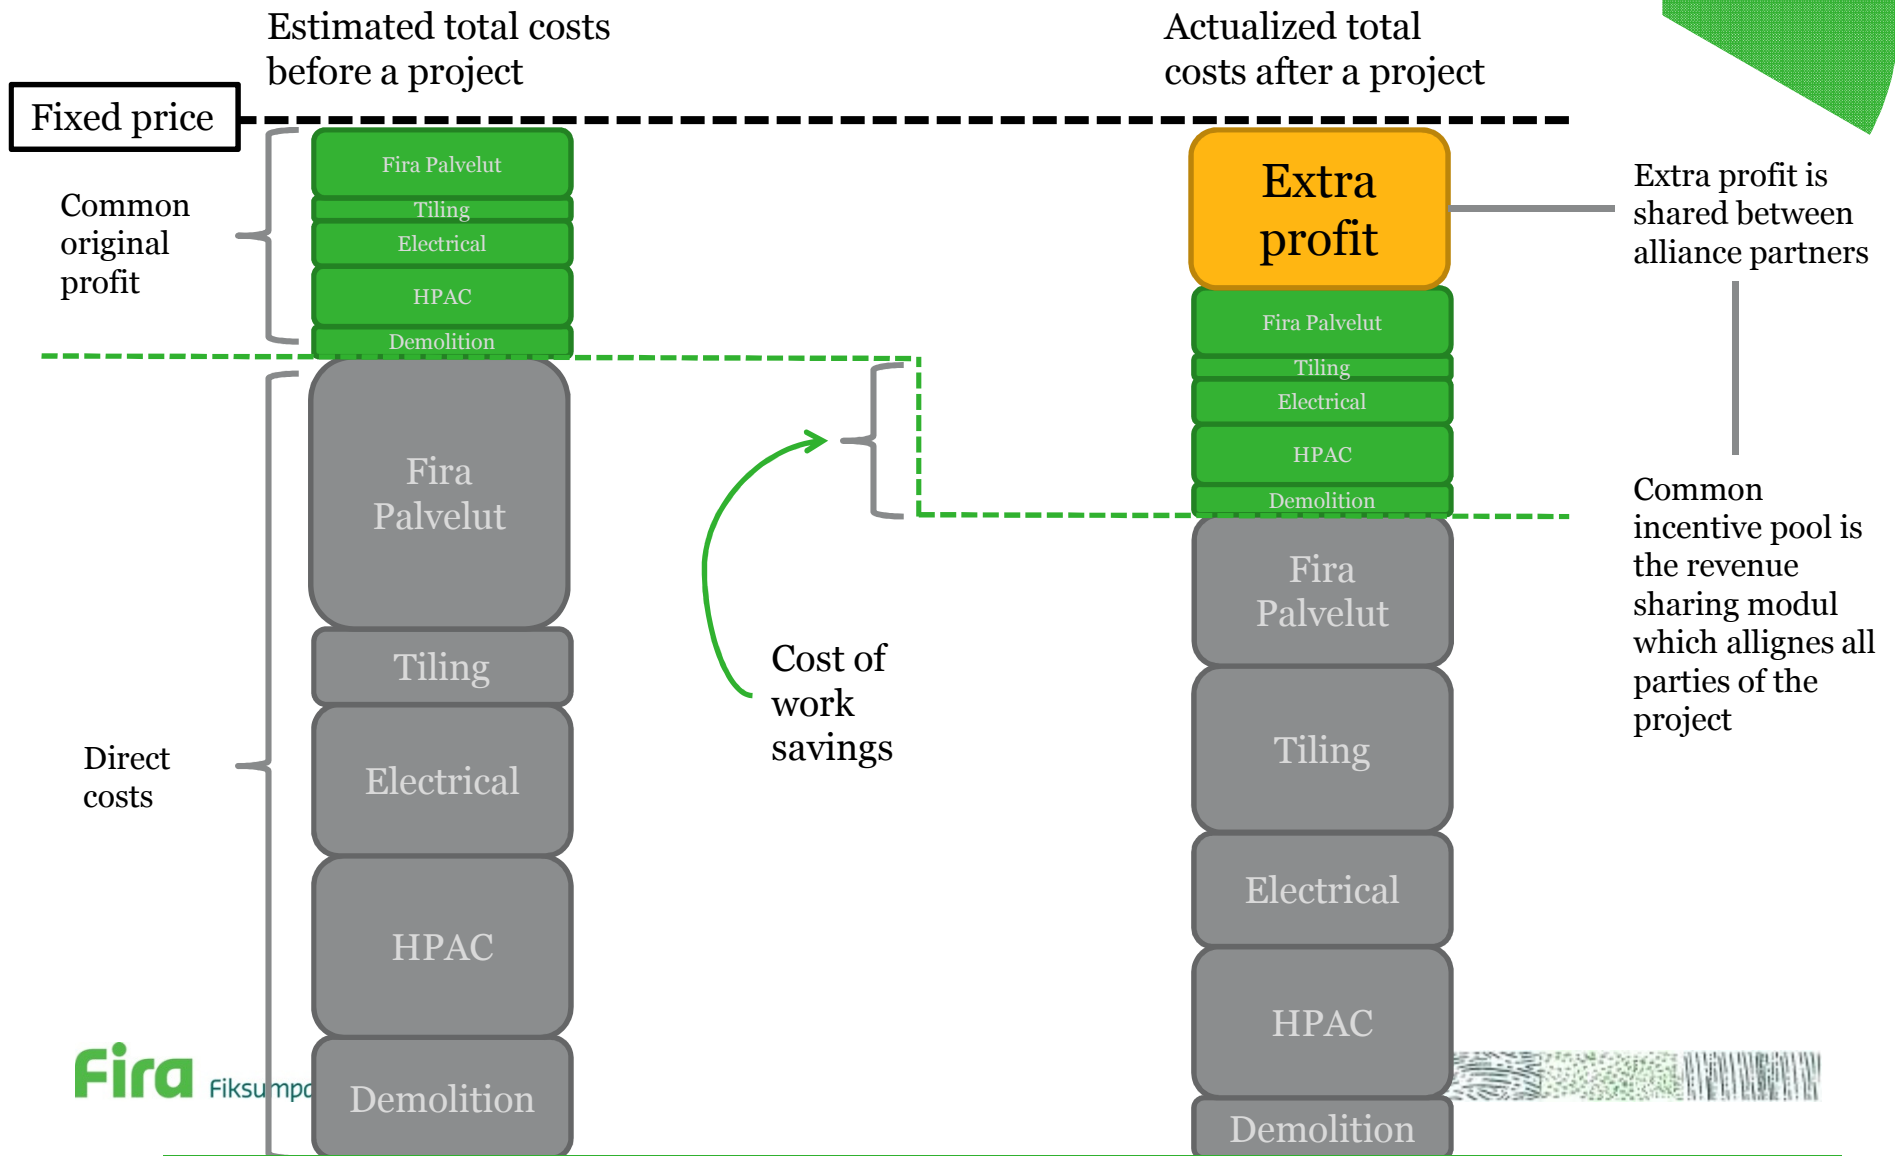 Estimated total costs
before a project
Actualized total
costs after a project
Fixed price
Common
original
profit
Fira Palvelut
Tiling
Electrical
HPAC
Demolition
Fira
Palvelut
Tiling
Electrical
HPAC
Demolition
Direct
costs
Cost of
work
savings
Extra
profit
Fira Palvelut
Tiling
Electrical
HPAC
Demolition
Fira
Palvelut
Tiling
Electrical
HPAC
Demolition
Extra profit is
shared between
alliance partners
Common
incentive pool is
the revenue
sharing modul
which allignes all
parties of the
project
Fira